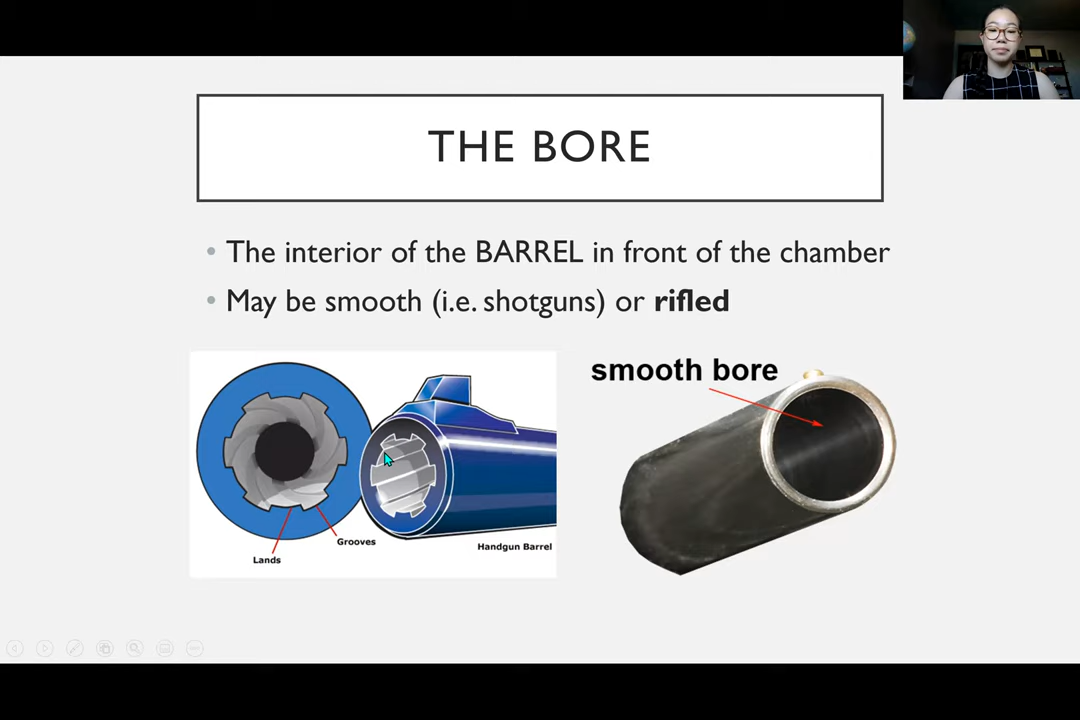 THE BORE
• The interior of the BARREL in front of the chamber
• May be smooth (i.e. shotguns) or rifled
smooth bore
Grooves
Lands
Handgun Barrel